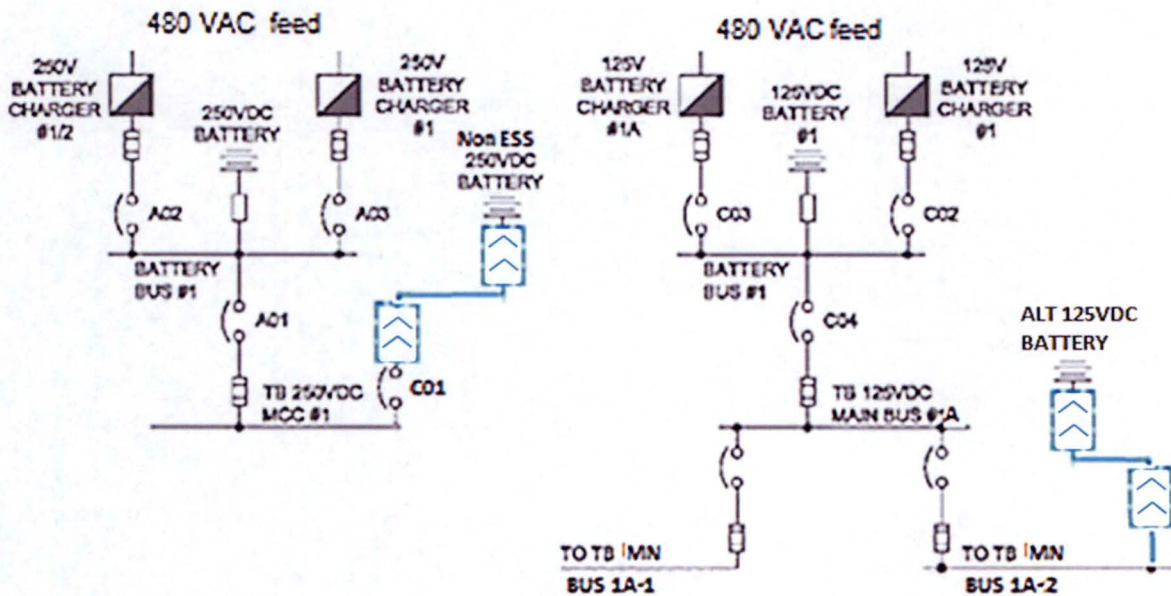 480 VAC feed
250V
BATTERY
CHARGER
#1/2
250VDC
BATTERY
250V
BATTERY
CHARGER
#1
Non ESS
250VDC
BATTERY
A02
A03
BATTERY
BUS #1
A01
C01
TB 250VDC
MCC #1
480 VAC feed
125V
BATTERY
CHARGER
#1A
125VDC
BATTERY
#1
125V
BATTERY
CHARGER
#1
C03
C02
BATTERY
BUS #1
C04
ALT 125VDC
BATTERY
TB 125VDC
MAIN BUS #1A
TO TB MN
BUS 1A-1
TO TB MN
BUS 1A-2